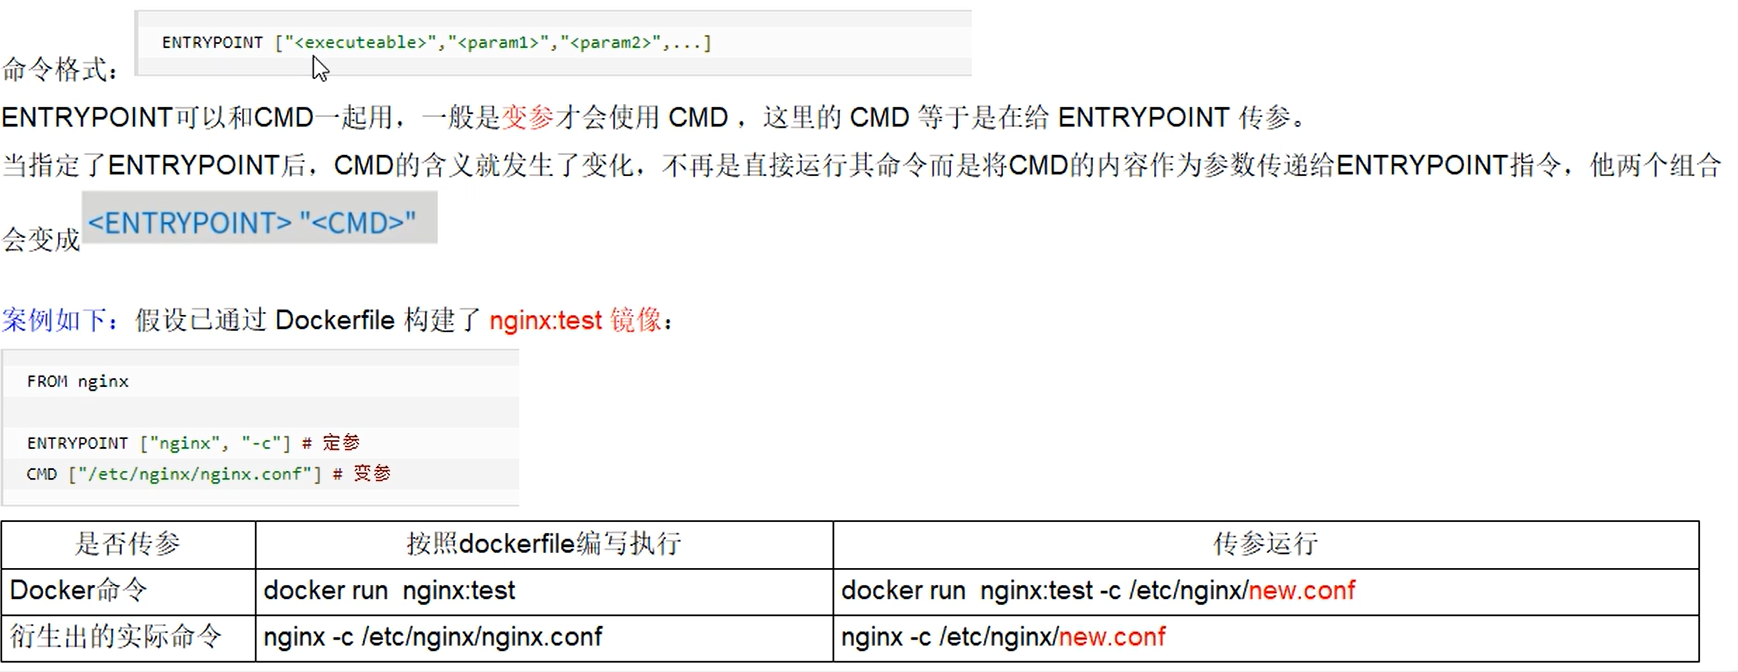 命令格式：ENTRYPOINT ["<executeable>","<param1>","<param2>",...]
ENTRYPOINT可以和CMD一起用，一般是变参才会使用 CMD ，这里的 CMD 等于是在给 ENTRYPOINT 传参。
当指定了ENTRYPOINT后，CMD的含义就发生了变化，不再是直接运行其命令而是将CMD的内容作为参数传递给ENTRYPOINT指令，他两个组合
会变成<ENTRYPOINT> "<CMD>"
案例如下：假设已通过 Dockerfile 构建了 nginx:test 镜像：
FROM nginx
ENTRYPOINT ["nginx", "-c"] # 定参
CMD ["/etc/nginx/nginx.conf"] # 变参
是否传参 按照dockerfile编写执行 传参运行
Docker命令 docker run  nginx:test docker run  nginx:test -c /etc/nginx/new.conf
衍生出的实际命令 nginx -c /etc/nginx/nginx.conf nginx -c /etc/nginx/new.conf